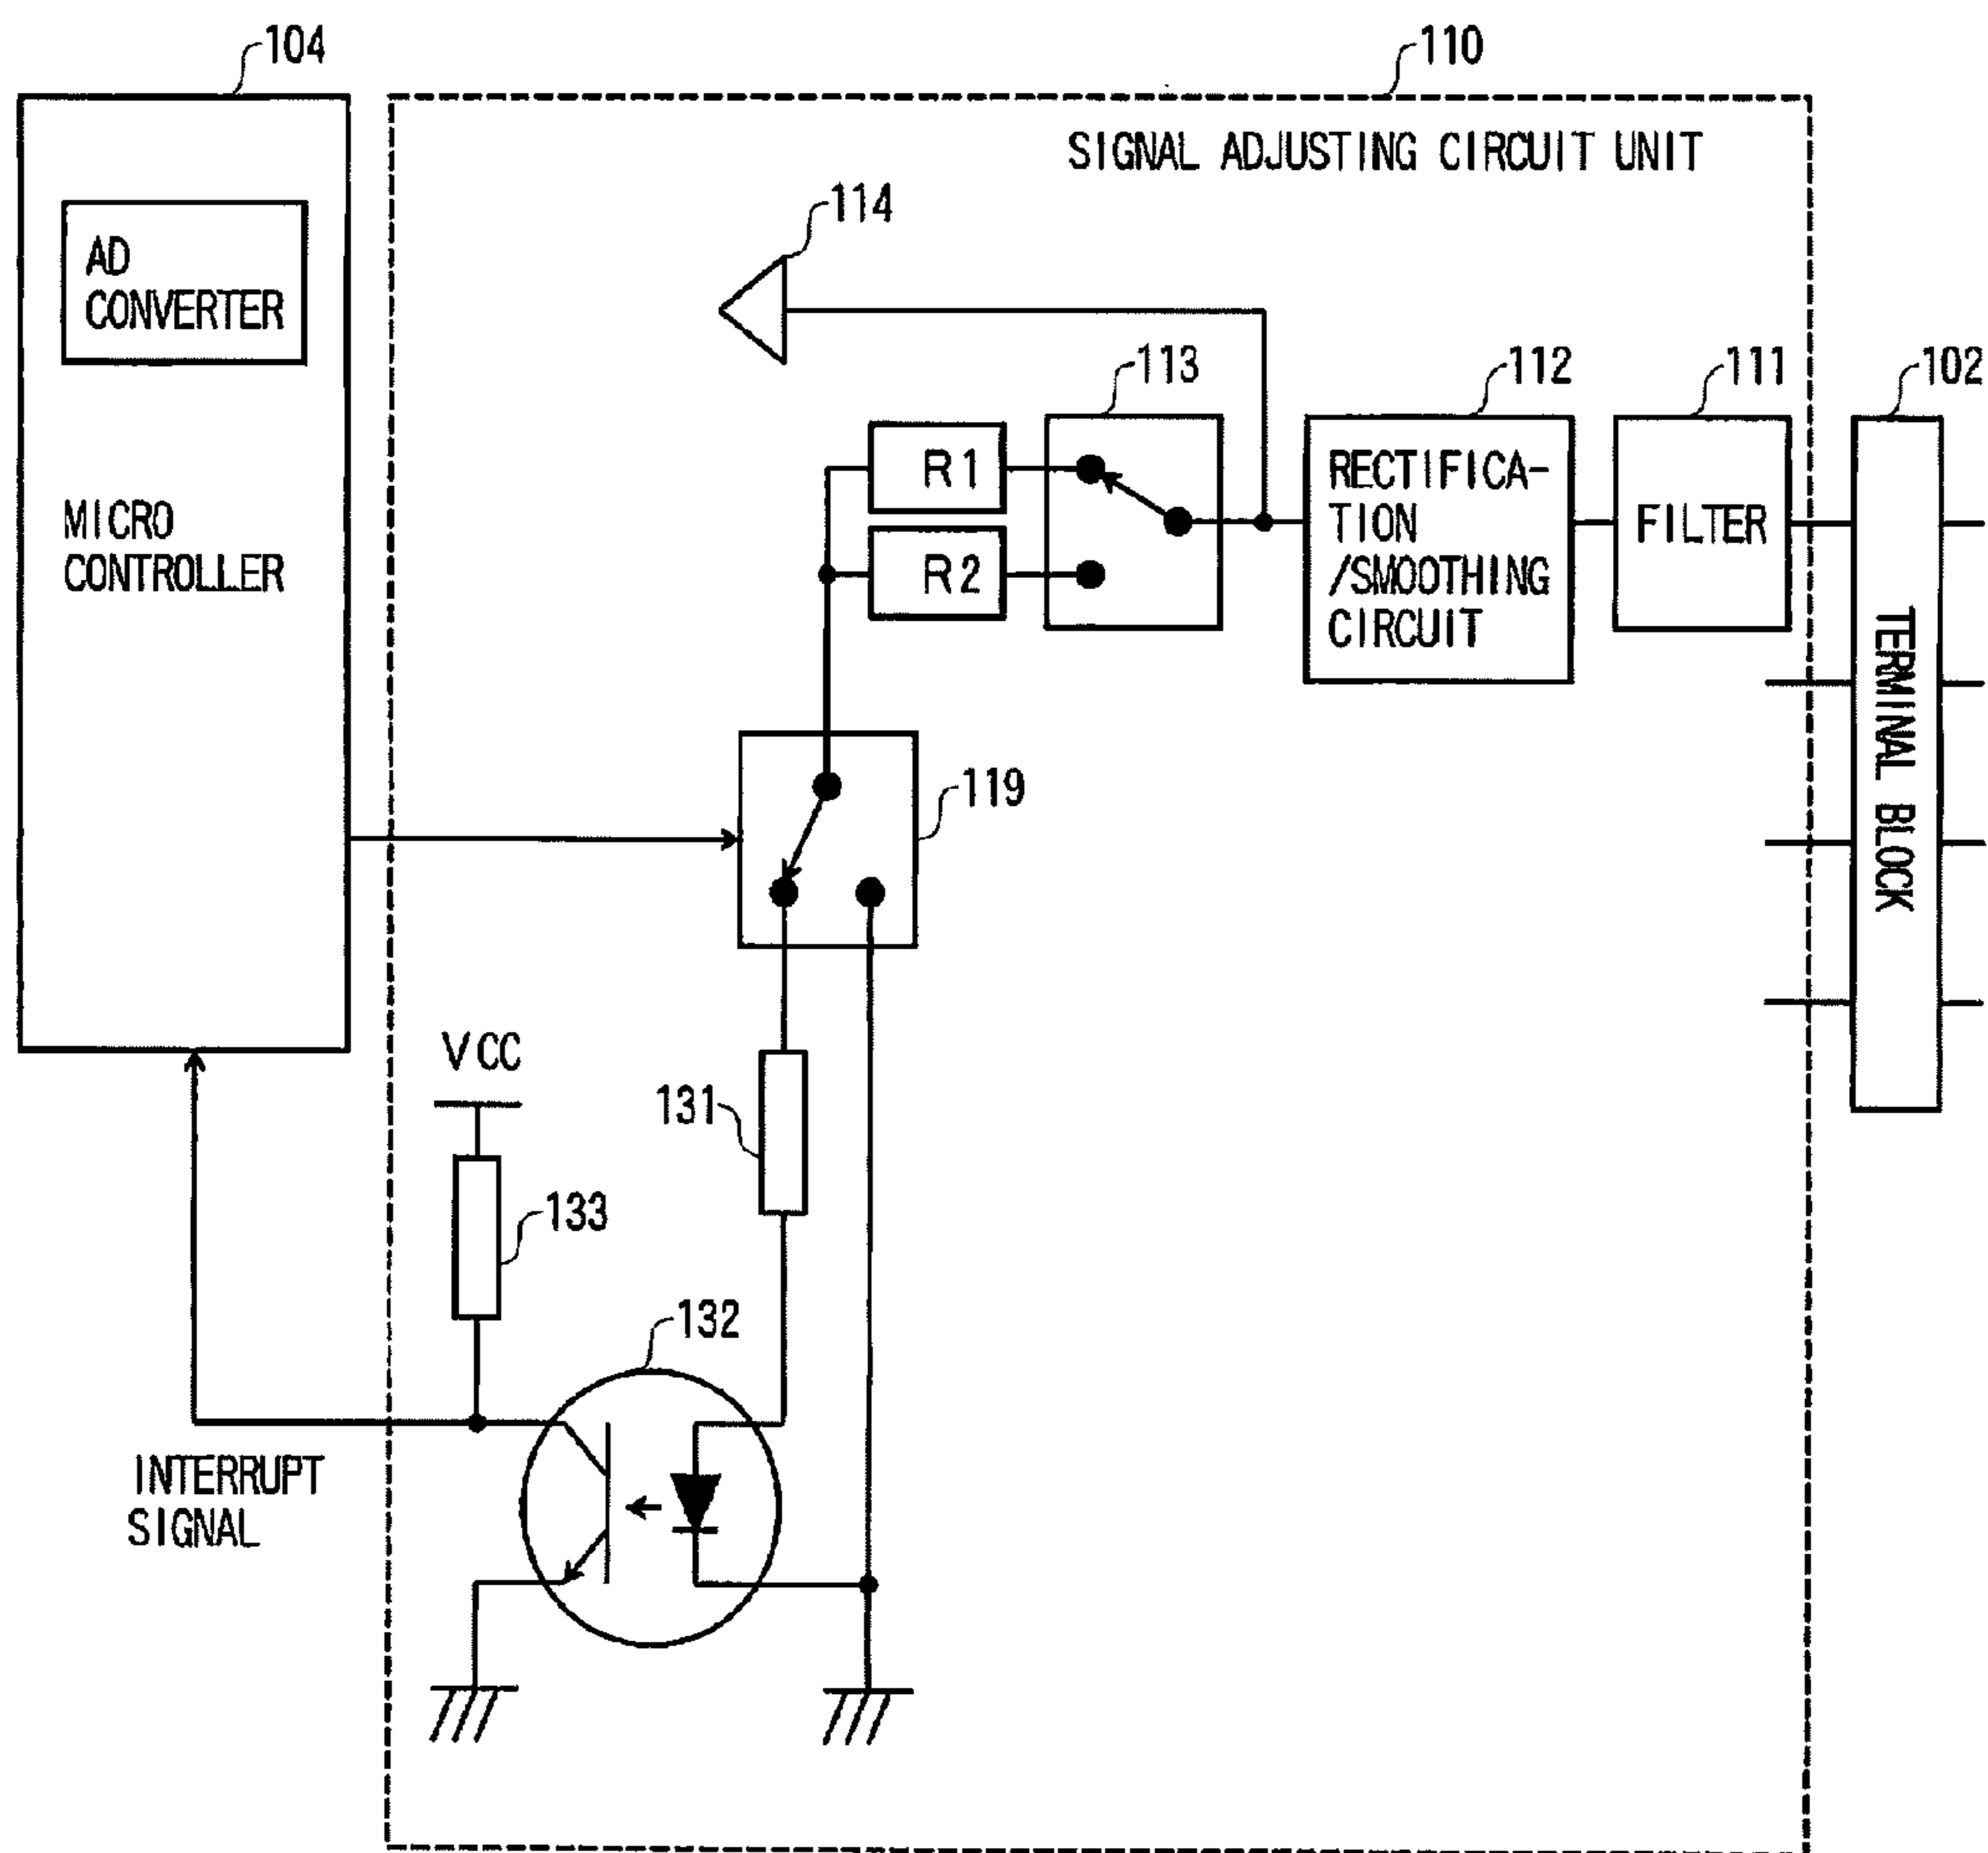 104
110
SIGNAL ADJUSTING CIRCUIT UNIT
114
AD
CONVERTER
113
112
111
102
R1
RECTIFICA-
TION
/SMOOTHING
CIRCUIT
FILTER
MICRO
CONTROLLER
R2
TERMINAL BLOCK
119
VCC
131
133
132
INTERRUPT
SIGNAL